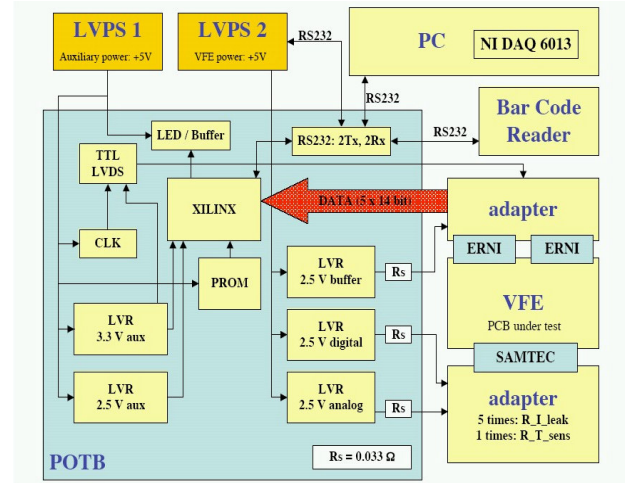 LVPS 1
Auxiliary power: +5V
LVPS 2
VFE power: +5V
RS232
PC
NI DAQ 6013
RS232
LED / Buffer
RS232: 2Tx, 2Rx
RS232
Bar Code
Reader
TTL
LVDS
XILINX
DATA (5 x 14 bit)
adapter
CLK
ERNI
ERNI
PROM
LVR
2.5 V buffer
Rs
VFE
PCB under test
LVR
3.3 V aux
LVR
2.5 V digital
Rs
SAMTEC
LVR
2.5 V aux
LVR
2.5 V analog
Rs
adapter
5 times: R_I_leak
1 times: R_T_sens
POTB
Rs = 0.033 Ω